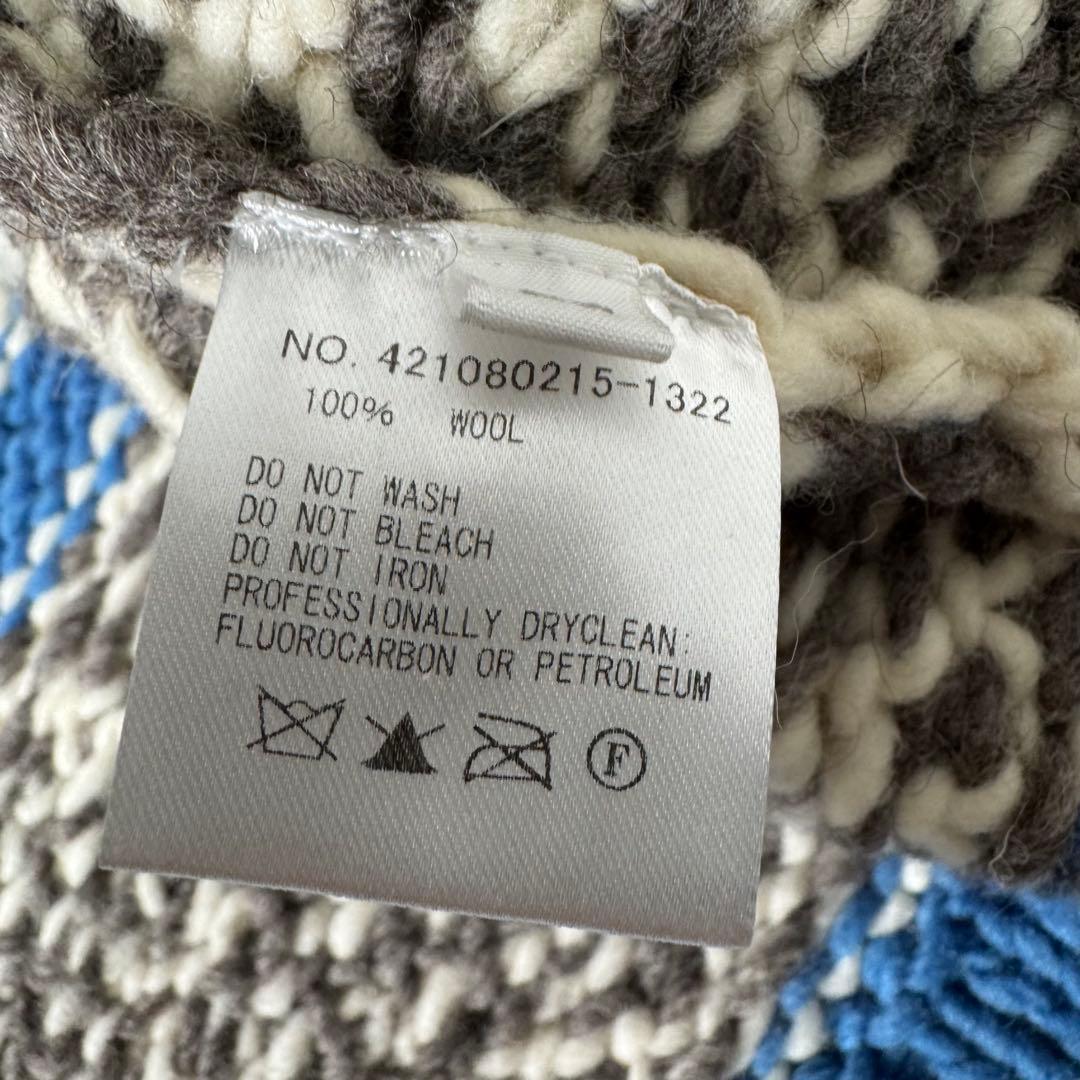 NO. 421080215-1322
100% WOOL
DO NOT WASH
DO NOT BLEACH
DO NOT IRON
PROFESSIONALLY DRYCLEAN:
FLUOROCARBON OR PETROLEUM
F